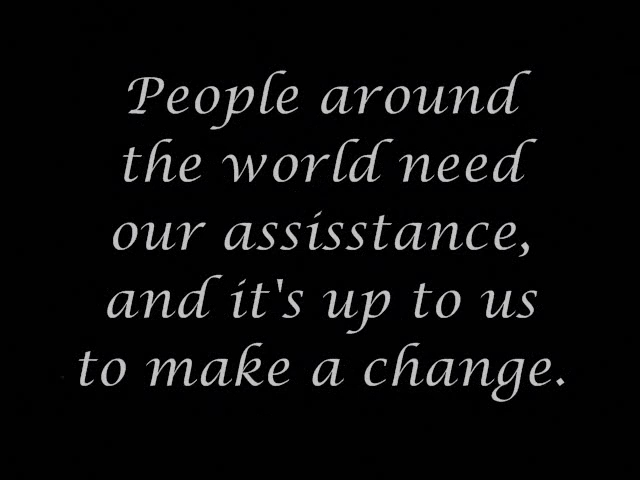 People around
the world need
our assisstance,
and it's up to us
to make a change.